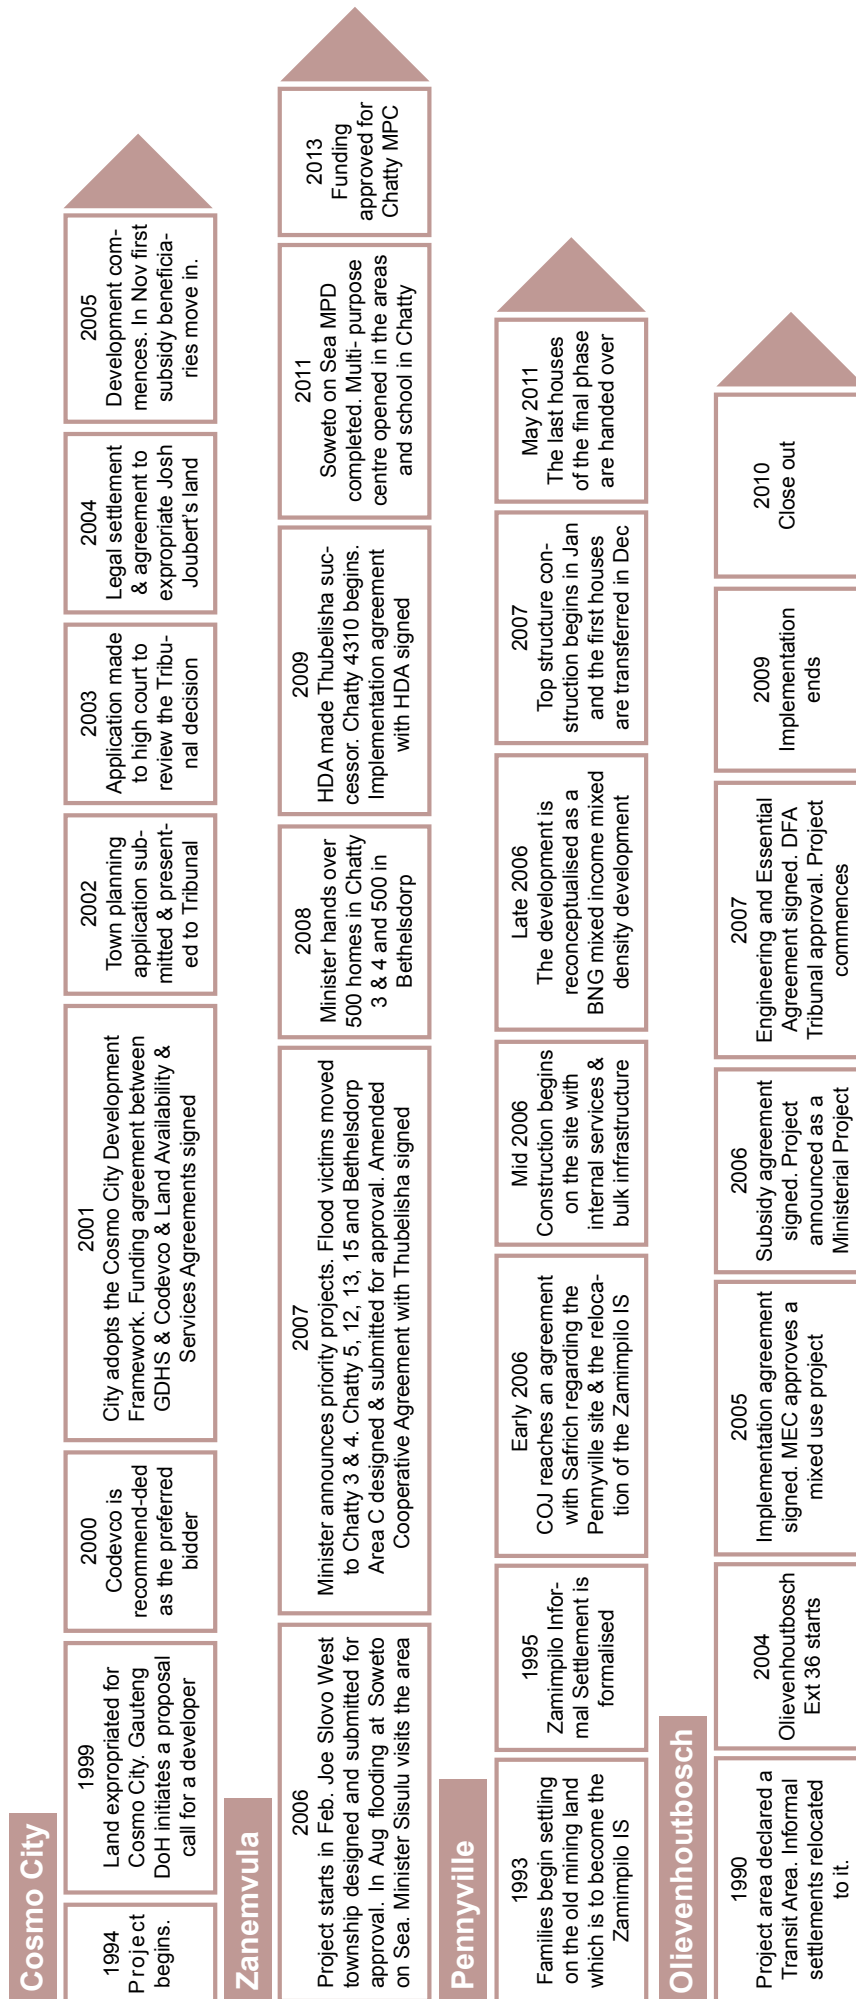 Cosmo City
1994
Project
begins.
1999
Land expropriated for
Cosmo City. Gauteng
DoH initiates a proposal
call for a developer
2000
Codevco is
recommend-ded
as the preferred
bidder
2001
City adopts the Cosmo City Development
Framework. Funding agreement between
GDHS & Codevco & Land Availability &
Services Agreements signed
2002
Town planning
application sub-
mitted & present-
ed to Tribunal
2003
Application made
to high court to
review the Tribu-
nal decision
2004
Legal settlement
& agreement to
expropriate Josh
Joubert's land
2005
Development com-
mences. In Nov first
subsidy beneficia-
ries move in.
Zanemvula
2006
Project starts in Feb. Joe Slovo West
township designed and submitted for
approval. In Aug flooding at Soweto
on Sea. Minister Sisulu visits the area
2007
Minister announces priority projects. Flood victims moved
to Chatty 3 & 4. Chatty 5, 12, 13, 15 and Bethelsdorp
Area C designed & submitted for approval. Amended
Cooperative Agreement with Thubelisha signed
2008
Minister hands over
500 homes in Chatty
3 & 4 and 500 in
Bethelsdorp
2009
HDA made Thubelisha suc-
cessor. Chatty 4310 begins.
Implementation agreement
with HDA signed
2011
Soweto on Sea MPD
completed. Multi- purpose
centre opened in the areas
and school in Chatty
2013
Funding
approved for
Chatty MPC
Pennyville
1993
Families begin settling
on the old mining land
which is to become the
Zamimpilo IS
1995
Zamimpilo Infor-
mal Settlement is
formalised
Early 2006
COJ reaches an agreement
with Safrich regarding the
Pennyville site & the reloca-
tion of the Zamimpilo IS
Mid 2006
Construction begins
on the site with
internal services &
bulk infrastructure
Late 2006
The development is
reconceptualised as a
BNG mixed income mixed
density development
2007
Top structure con-
struction begins in Jan
and the first houses
are transferred in Dec
May 2011
The last houses
of the final phase
are handed over
Olievenhoutbosch
1990
Project area declared a
Transit Area. Informal
settlements relocated
to it.
2004
Olievenhoutbosch
Ext 36 starts
2005
Implementation agreement
signed. MEC approves a
mixed use project
2006
Subsidy agreement
signed. Project
announced as a
Ministerial Project
2007
Engineering and Essential
Agreement signed. DFA
Tribunal approval. Project
commences
2009
Implementation
ends
2010
Close out